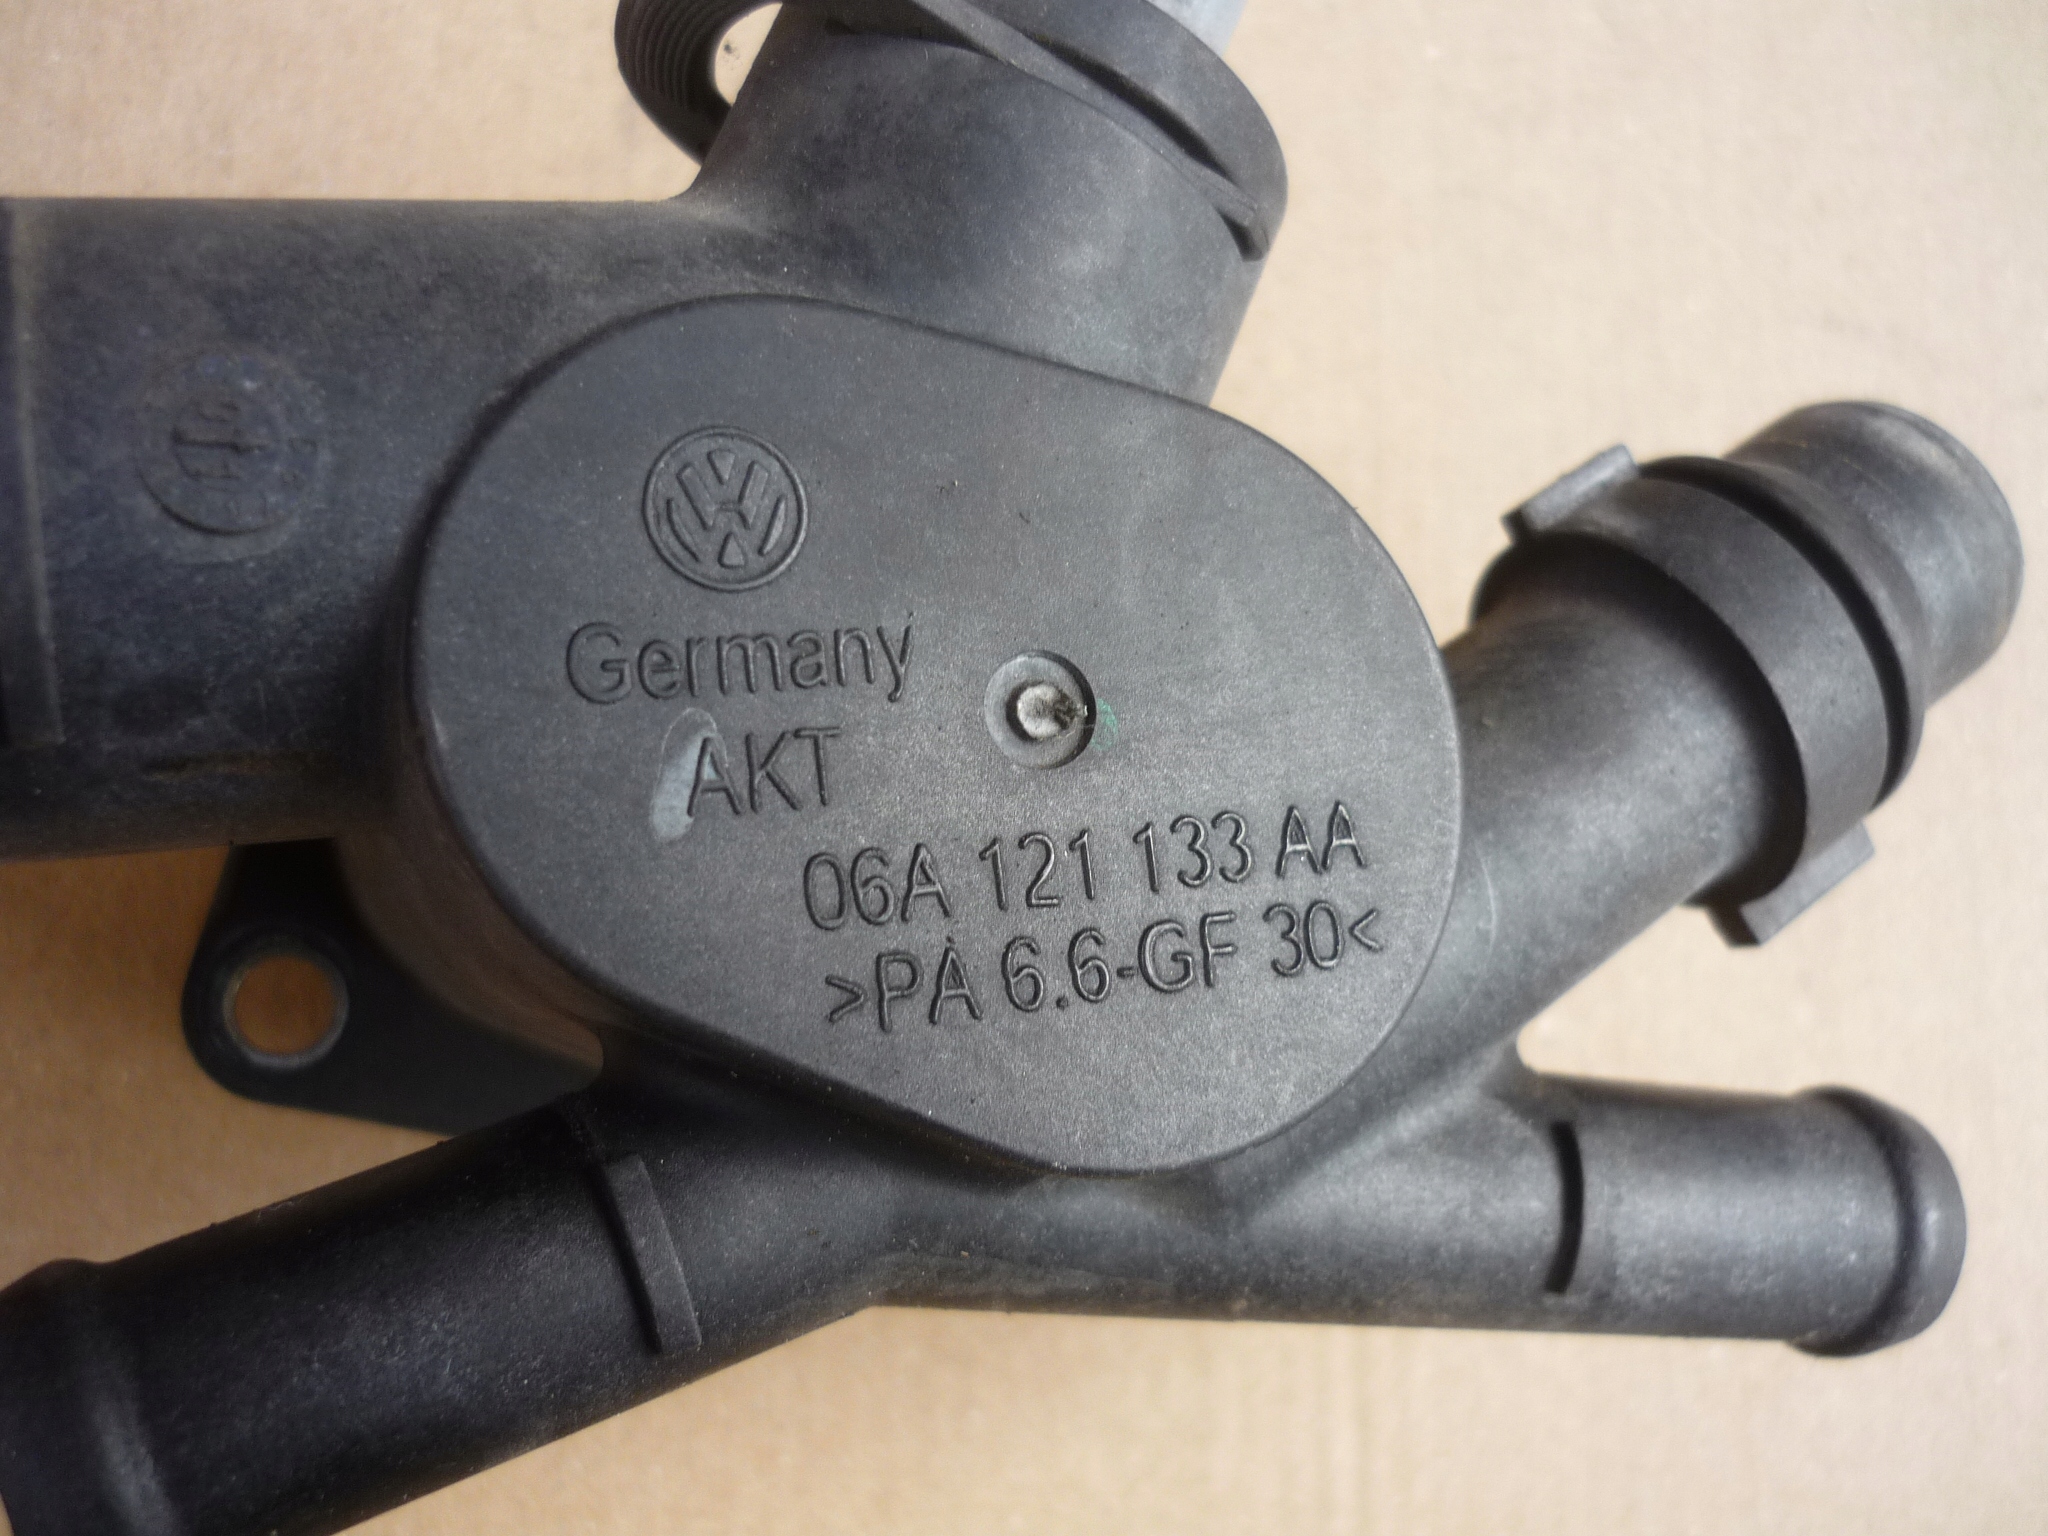 Germany
AKT
06A 121 133 AA
>PA 6.6-GF 30<